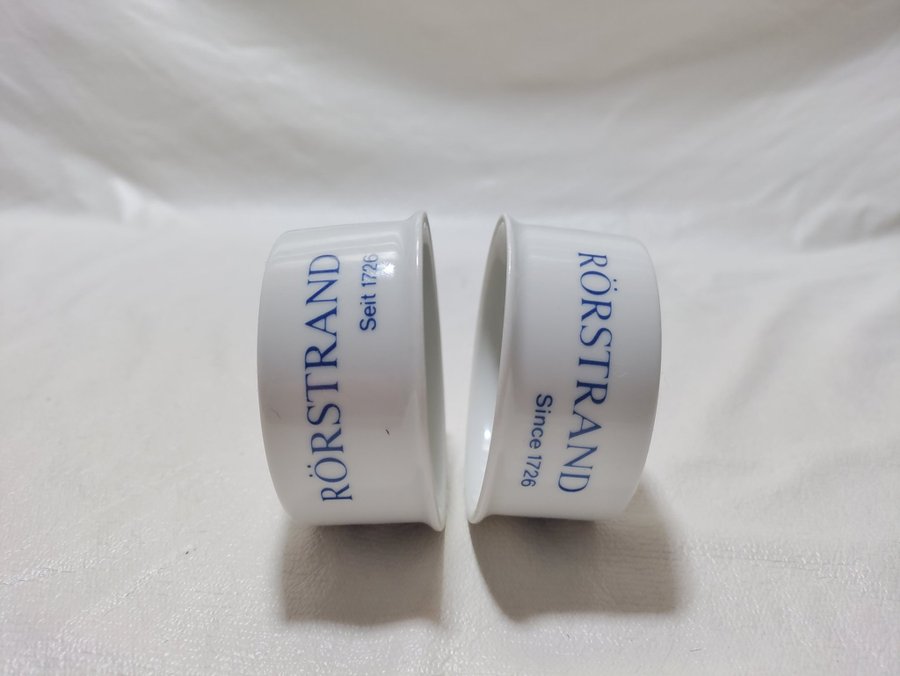 RÖRSTRAND
Seit 1726
RÖRSTRAND
Since 1726